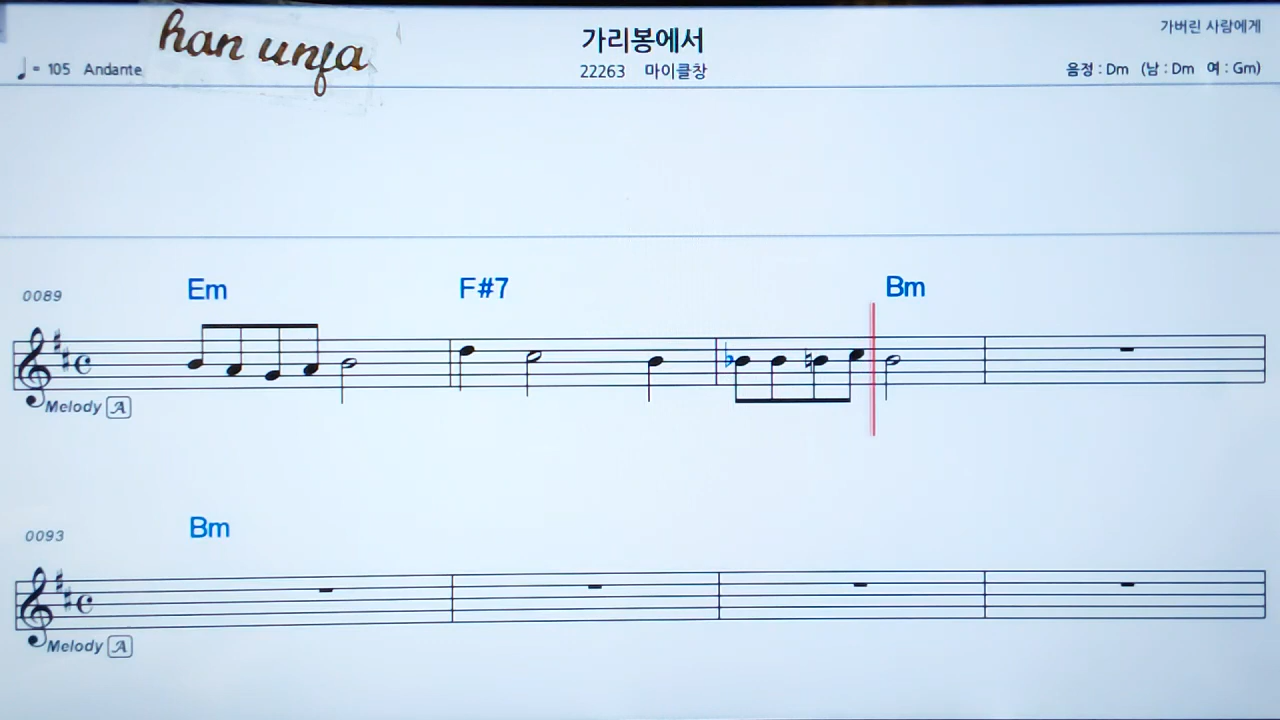 han unfa
가리봉에서
가버린 사람에게
♩= 105 Andante
22263 마이클창
음정 : Dm (남 : Dm 여 : Gm)
0089
Em F#7 Bm
Melody A
0093
Bm
Melody A